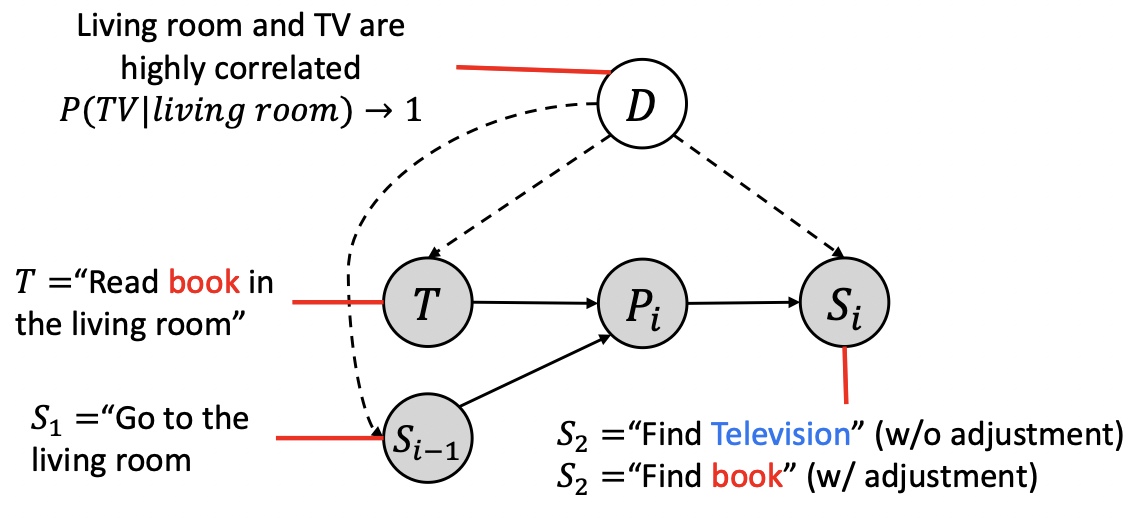 Living room and TV are
highly correlated
P(TV|living room) → 1
D
T =“Read book in
the living room”
T
P_i
S_i
S_1 =“Go to the
living room
S_{i−1}
S_2 =“Find Television” (w/o adjustment)
S_2 =“Find book” (w/ adjustment)